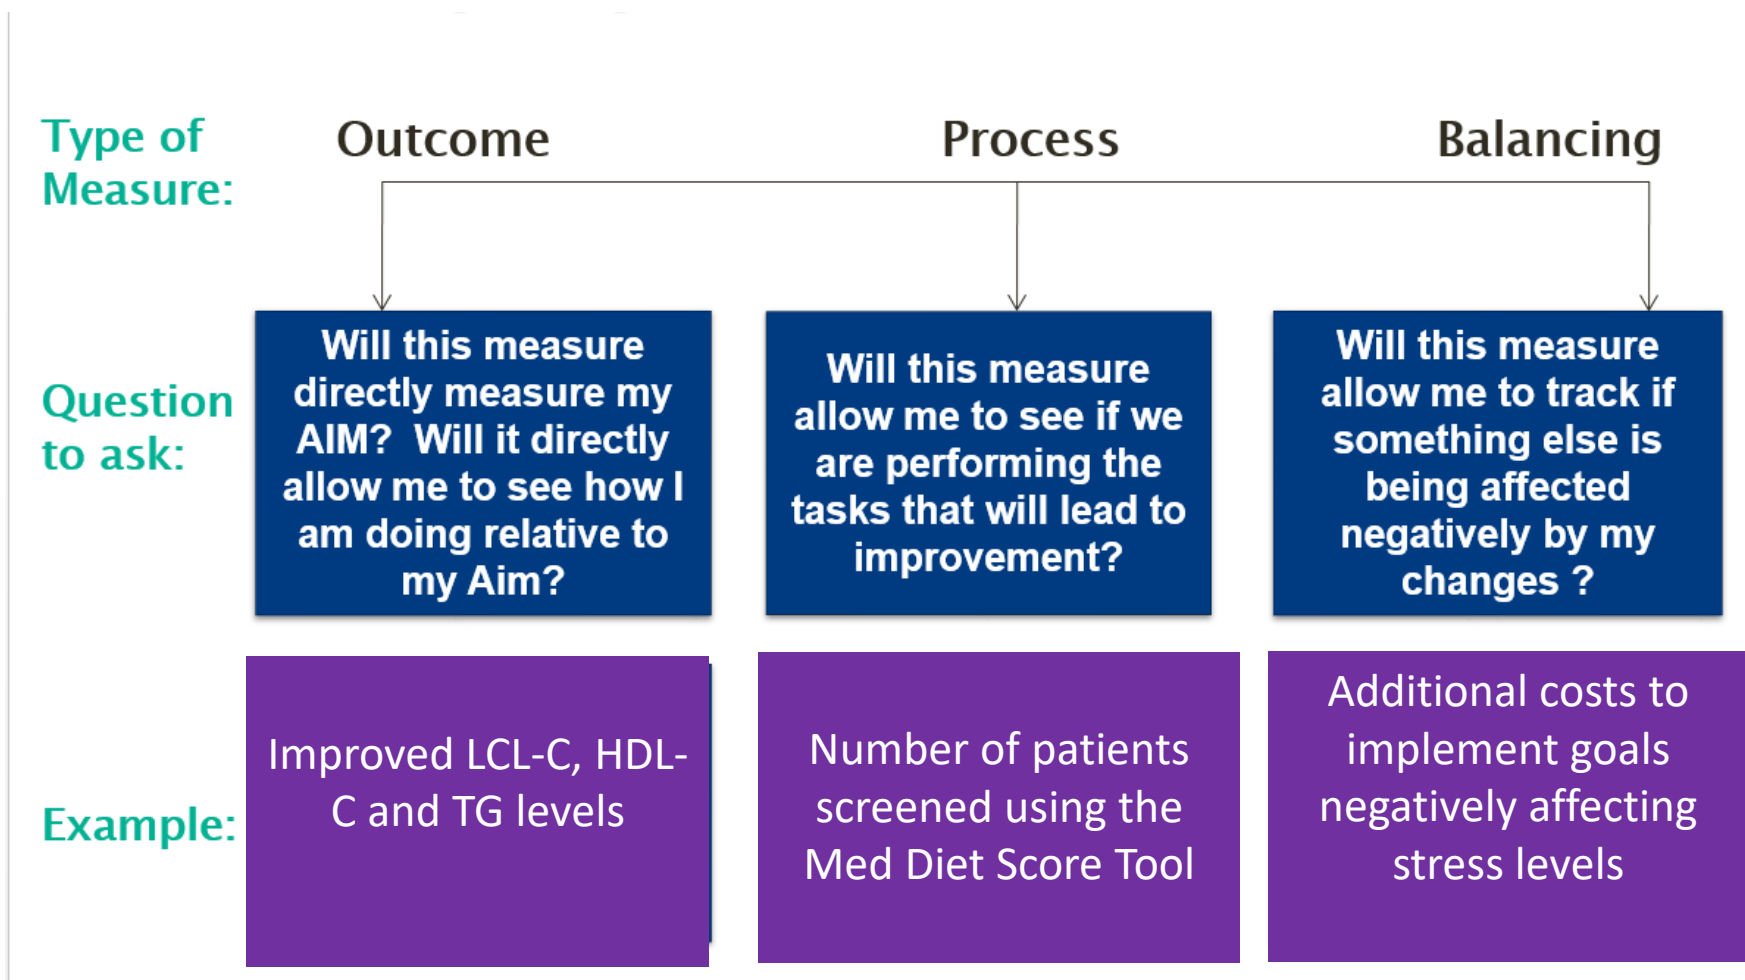 Type of
Measure:
Outcome
Process
Balancing
Question
to ask:
Will this measure
directly measure my
AIM?  Will it directly
allow me to see how I
am doing relative to
my Aim?
Will this measure
allow me to see if we
are performing the
tasks that will lead to
improvement?
Will this measure
allow me to track if
something else is
being affected
negatively by my
changes ?
Example:
Improved LCL-C, HDL-
C and TG levels
Number of patients
screened using the
Med Diet Score Tool
Additional costs to
implement goals
negatively affecting
stress levels